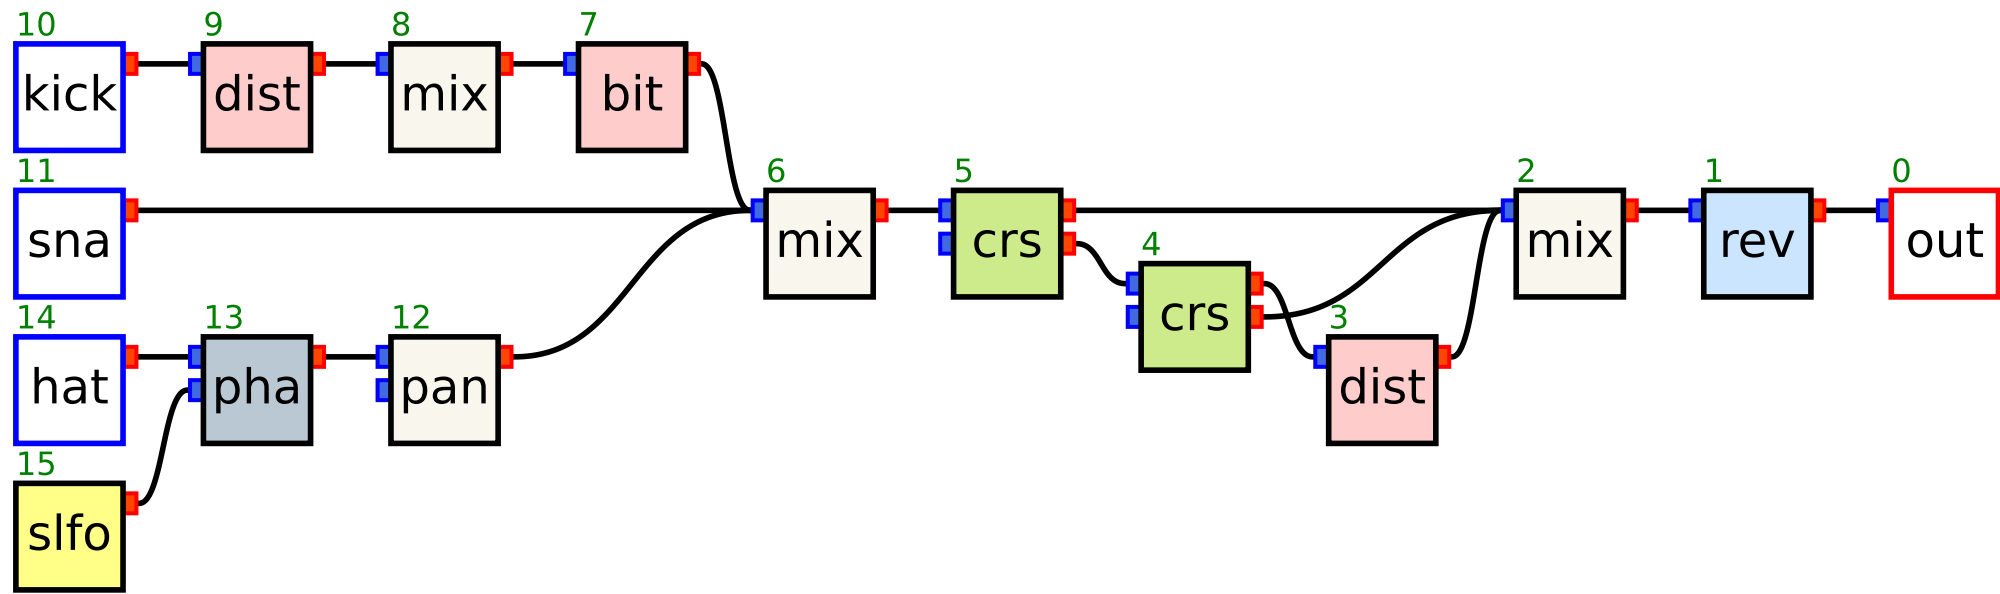 10 9 8 7
kick dist mix bit
11 6 5 2 1 0
sna mix crs mix rev out
4
crs
14 13 12 3
hat pha pan dist
15
slfo